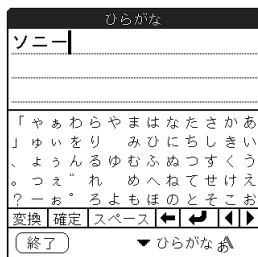 ひらがな
ソニー
「ゃぁわらやまはなたさかあ
」ゅぃをり みひにちしきい
、ょぅんるゆむふぬつすくう
。っぇ゛れ めへねてせけえ
？ーぉ゜ろよもほのとそこお
変換 確定 スペース
終了 ▼ ひらがな あA